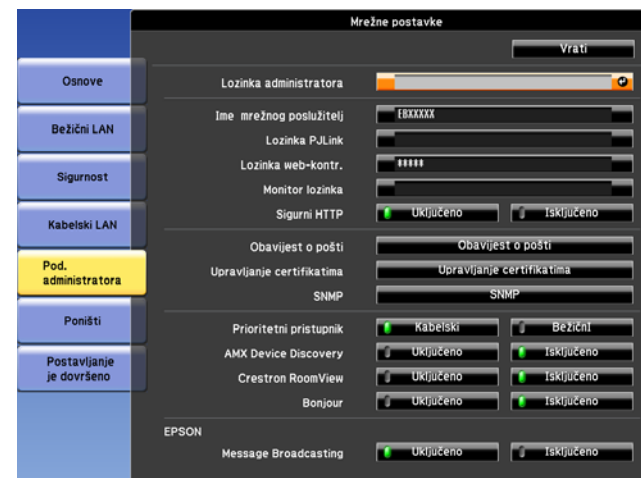 Mrežne postavke
Vrati
Osnove
Bežični LAN
Sigurnost
Kabelski LAN
Pod.
administratora
Poništi
Postavljanje
je dovršeno
Lozinka administratora
Ime mrežnog poslužitelj EBXXXXX
Lozinka PJLink
Lozinka web-kontr. *****
Monitor lozinka
Sigurni HTTP Uključeno Isključeno
Obavijest o pošti Obavijest o pošti
Upravljanje certifikatima Upravljanje certifikatima
SNMP SNMP
Prioritetni pristupnik Kabelski BežičnI
AMX Device Discovery Uključeno Isključeno
Crestron RoomView Uključeno Isključeno
Bonjour Uključeno Isključeno
EPSON
Message Broadcasting Uključeno Isključeno